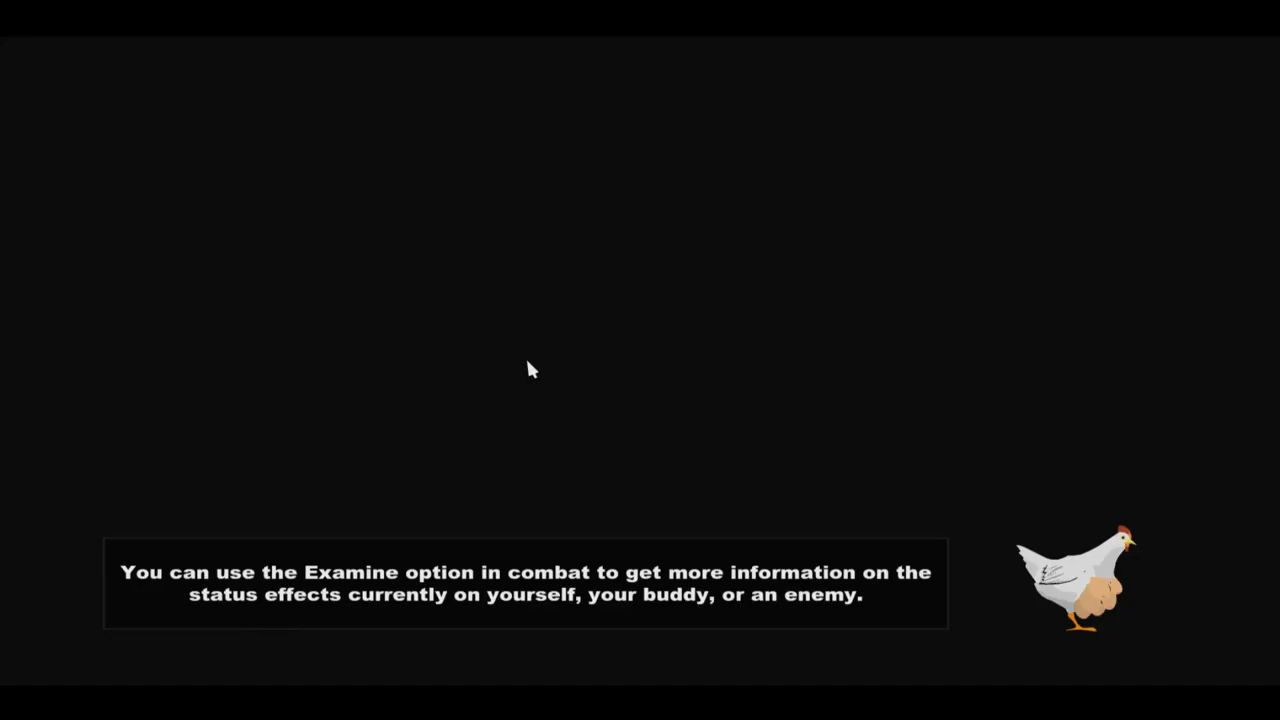 You can use the Examine option in combat to get more information on the
status effects currently on yourself, your buddy, or an enemy.